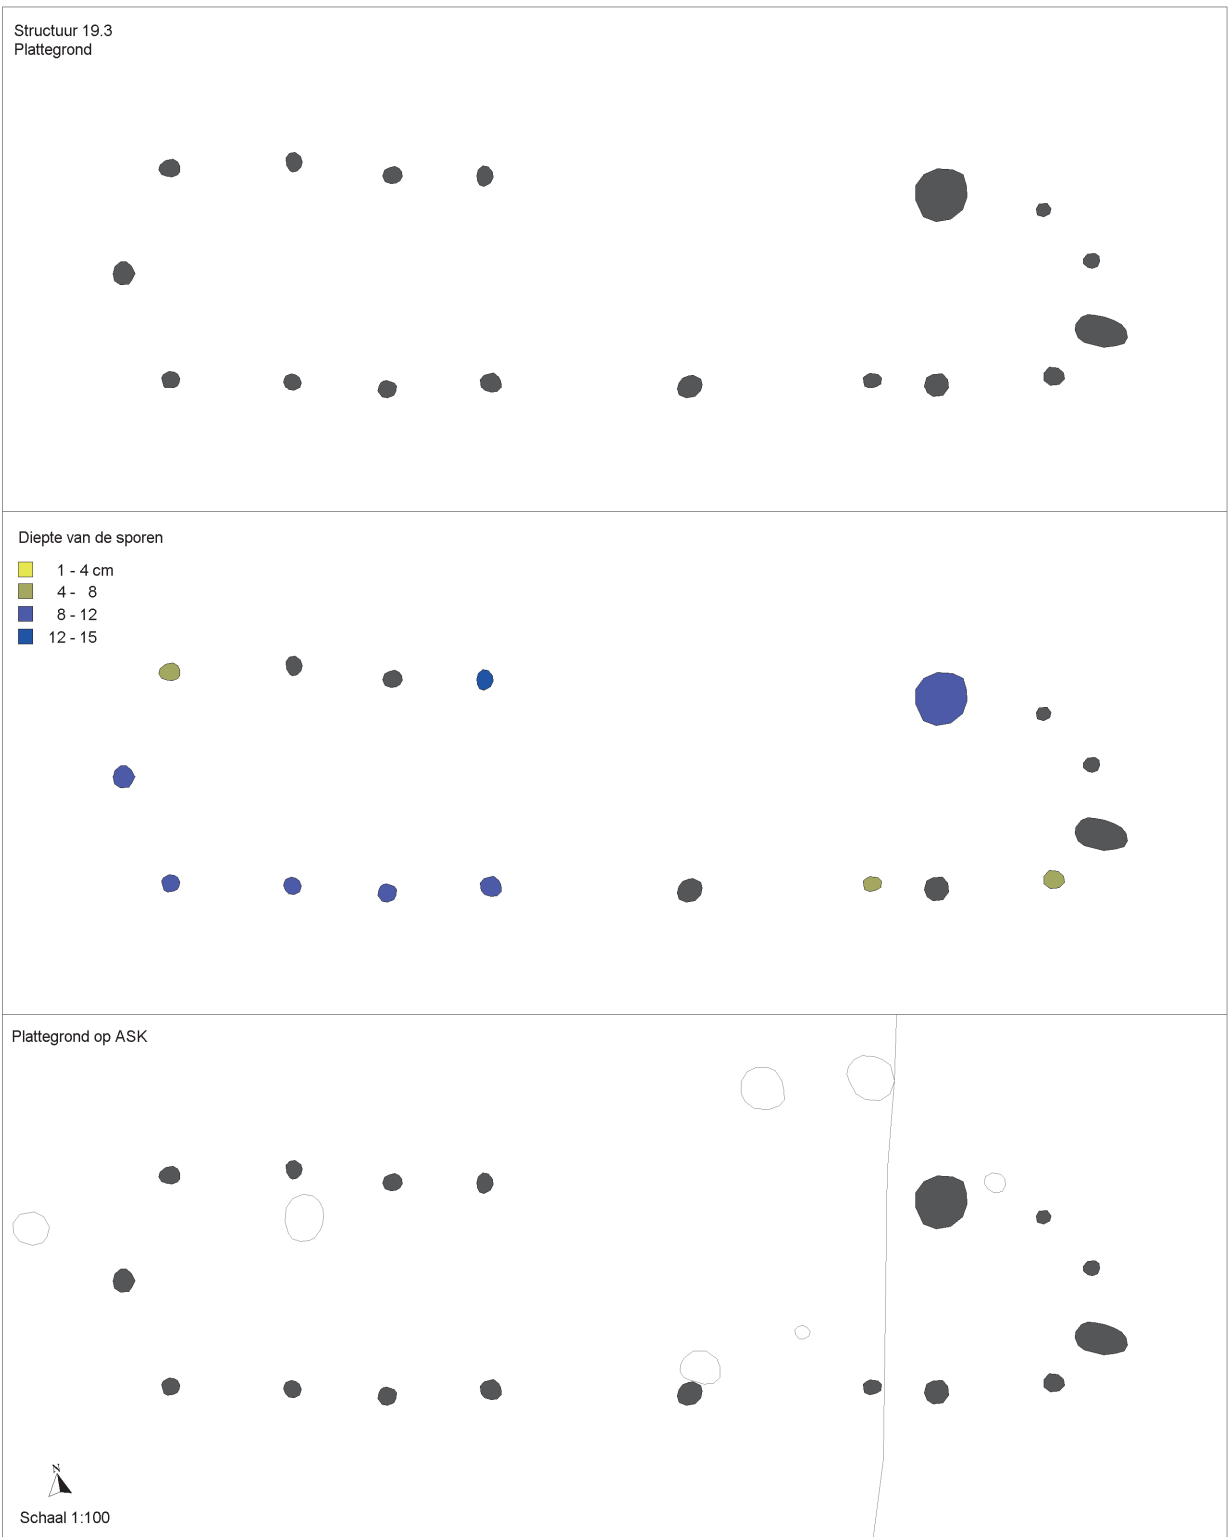 Structuur 19.3
Plattegrond
Diepte van de sporen
1 - 4 cm
4 - 8
8 - 12
12 - 15
Plattegrond op ASK
N
Schaal 1:100